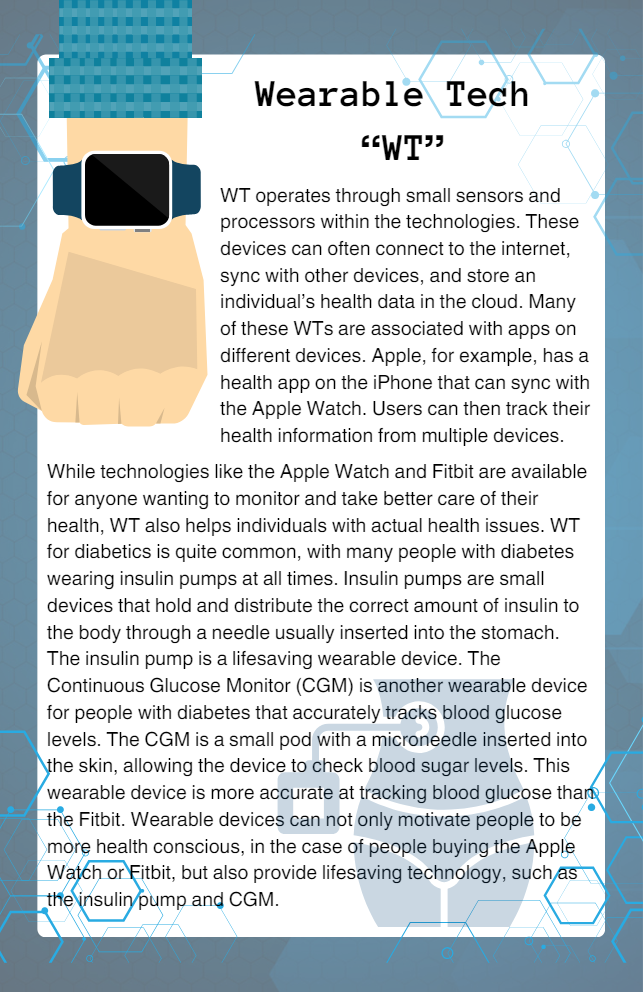 Wearable Tech
“WT”
WT operates through small sensors and
processors within the technologies. These
devices can often connect to the internet,
sync with other devices, and store an
individual’s health data in the cloud. Many
of these WTs are associated with apps on
different devices. Apple, for example, has a
health app on the iPhone that can sync with
the Apple Watch. Users can then track their
health information from multiple devices.
While technologies like the Apple Watch and Fitbit are available
for anyone wanting to monitor and take better care of their
health, WT also helps individuals with actual health issues. WT
for diabetics is quite common, with many people with diabetes
wearing insulin pumps at all times. Insulin pumps are small
devices that hold and distribute the correct amount of insulin to
the body through a needle usually inserted into the stomach.
The insulin pump is a lifesaving wearable device. The
Continuous Glucose Monitor (CGM) is another wearable device
for people with diabetes that accurately tracks blood glucose
levels. The CGM is a small pod with a microneedle inserted into
the skin, allowing the device to check blood sugar levels. This
wearable device is more accurate at tracking blood glucose than
the Fitbit. Wearable devices can not only motivate people to be
more health conscious, in the case of people buying the Apple
Watch or Fitbit, but also provide lifesaving technology, such as
the insulin pump and CGM.